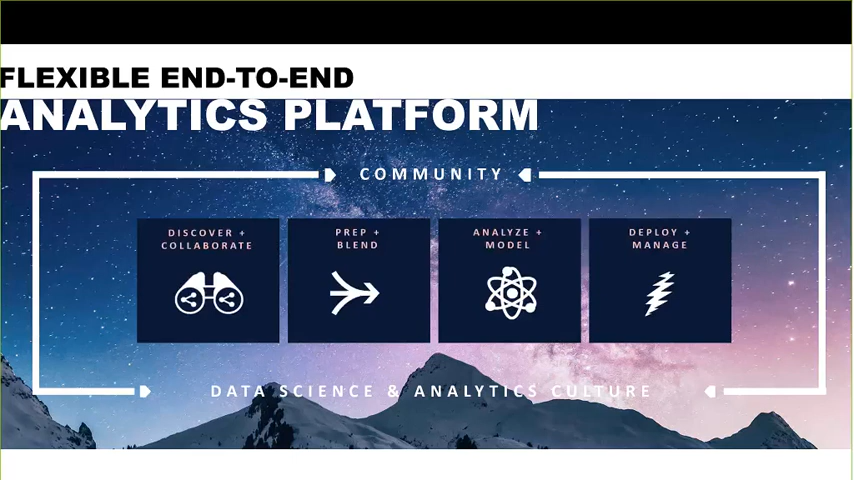 FLEXIBLE END-TO-END
ANALYTICS PLATFORM
COMMUNITY
DISCOVER +
COLLABORATE
PREP +
BLEND
ANALYZE +
MODEL
DEPLOY +
MANAGE
DATA SCIENCE & ANALYTICS CULTURE